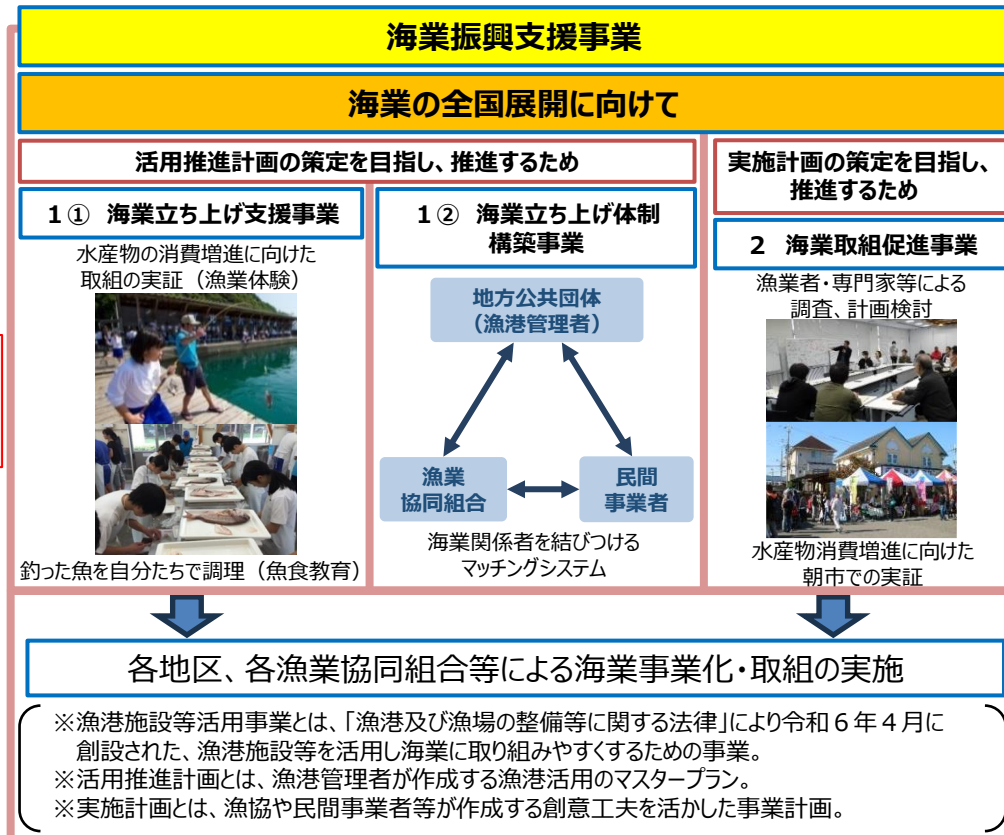 海業振興支援事業
海業の全国展開に向けて
活用推進計画の策定を目指し、推進するため
1① 海業立ち上げ支援事業
水産物の消費増進に向けた
取組の実証（漁業体験）
釣った魚を自分たちで調理（魚食教育）
1② 海業立ち上げ体制
構築事業
地方公共団体
（漁港管理者）
漁業
協同組合
民間
事業者
海業関係者を結びつける
マッチングシステム
実施計画の策定を目指し、
推進するため
2 海業取組促進事業
漁業者・専門家等による
調査、計画検討
水産物消費増進に向けた
朝市での実証
各地区、各漁業協同組合等による海業事業化・取組の実施
※漁港施設等活用事業とは、「漁港及び漁場の整備等に関する法律」により令和６年４月に
創設された、漁港施設等を活用し海業に取り組みやすくするための事業。
※活用推進計画とは、漁港管理者が作成する漁港活用のマスタープラン。
※実施計画とは、漁協や民間事業者等が作成する創意工夫を活かした事業計画。